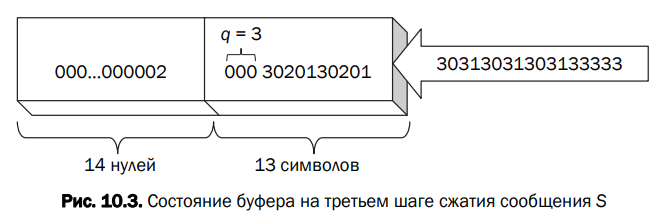 q = 3
000...000002
000 3020130201
30313031303133333
14 нулей
13 символов
Рис. 10.3. Состояние буфера на третьем шаге сжатия сообщения S